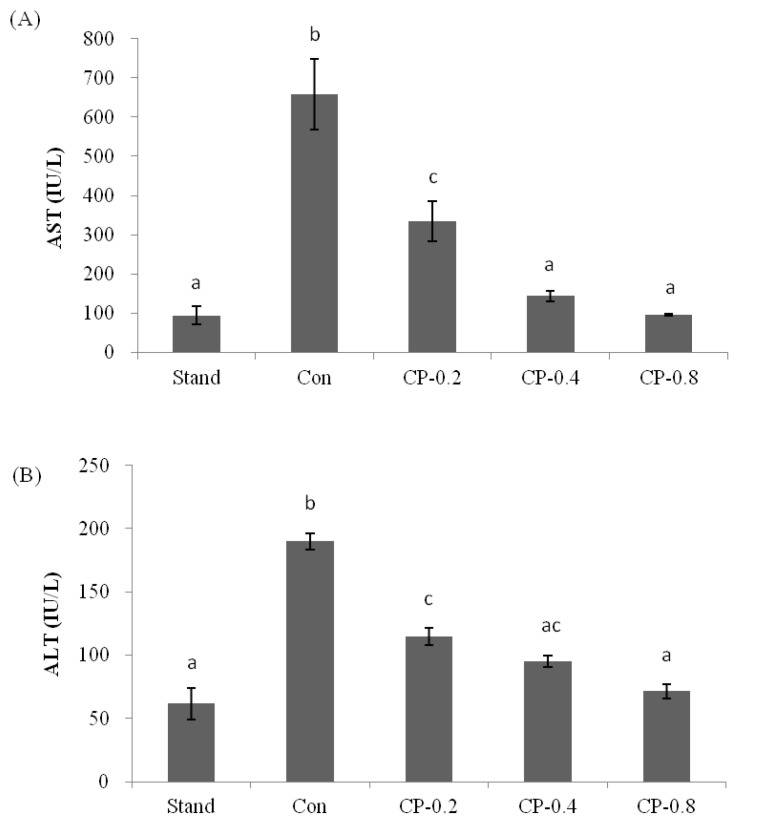 (A)
800
700
600
500
400
300
200
100
0
AST (IU/L)
a
b
c
a
a
Stand Con CP-0.2 CP-0.4 CP-0.8
(B)
250
200
150
100
50
0
ALT (IU/L)
a
b
c
ac
a
Stand Con CP-0.2 CP-0.4 CP-0.8